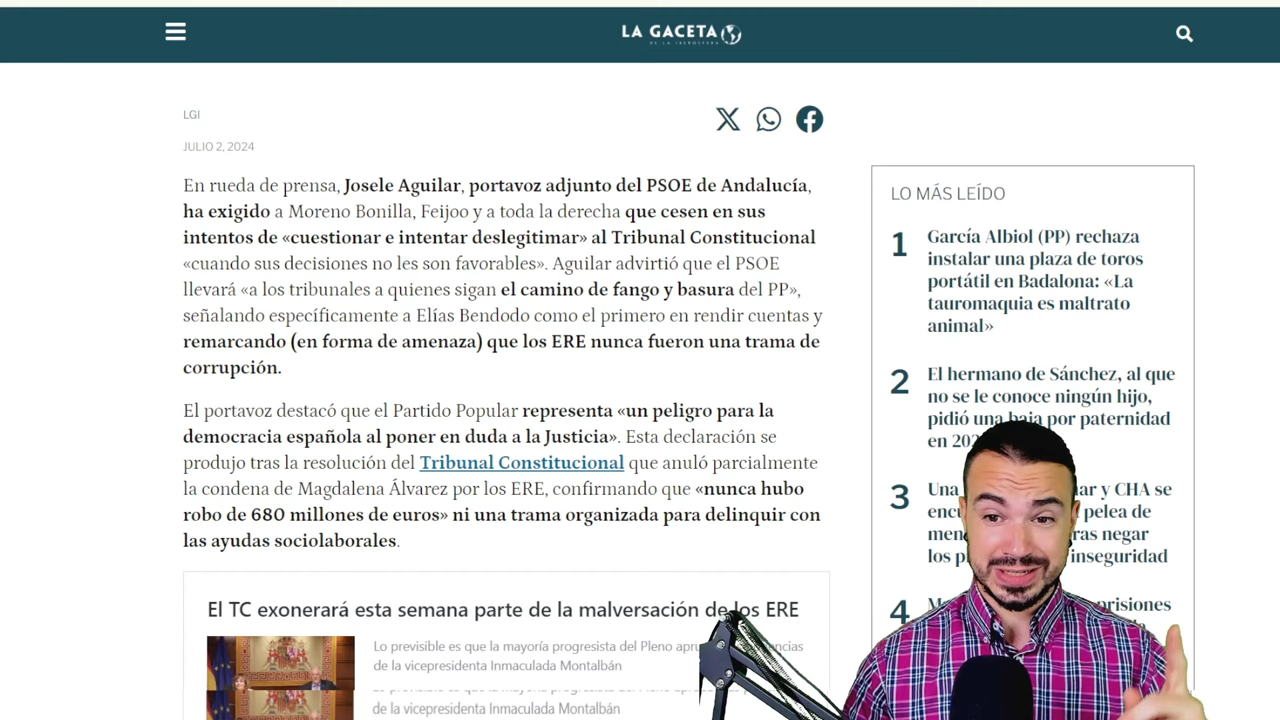 LA GACETA
DE LA IBEROSFERA
LGI
JULIO 2, 2024
En rueda de prensa, Josele Aguilar, portavoz adjunto del PSOE de Andalucía,
ha exigido a Moreno Bonilla, Feijoo y a toda la derecha que cesen en sus
intentos de «cuestionar e intentar deslegitimar» al Tribunal Constitucional
«cuando sus decisiones no les son favorables». Aguilar advirtió que el PSOE
llevará «a los tribunales a quienes sigan el camino de fango y basura del PP»,
señalando específicamente a Elías Bendodo como el primero en rendir cuentas y
remarcando (en forma de amenaza) que los ERE nunca fueron una trama de
corrupción.
El portavoz destacó que el Partido Popular representa «un peligro para la
democracia española al poner en duda a la Justicia». Esta declaración se
produjo tras la resolución del Tribunal Constitucional que anuló parcialmente
la condena de Magdalena Álvarez por los ERE, confirmando que «nunca hubo
robo de 680 millones de euros» ni una trama organizada para delinquir con
las ayudas sociolaborales.
El TC exonerará esta semana parte de la malversación de los ERE
Lo previsible es que la mayoría progresista del Pleno
de la vicepresidenta Inmaculada Montalbán
de la vicepresidenta Inmaculada Montalbán
LO MÁS LEÍDO
1 García Albiol (PP) rechaza
instalar una plaza de toros
portátil en Badalona: «La
tauromaquia es maltrato
animal»
2 El hermano de Sánchez, al que
no se le conoce ningún hijo,
pidió una baja por paternidad
en
3 Una y CHA se
pelea de
negar
los inseguridad
4